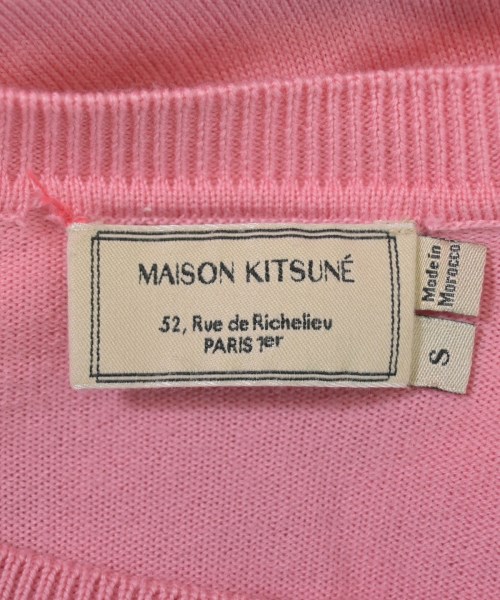 MAISON KITSUNÉ
52, Rue de Richelieu
PARIS 1er
Made in
Morocco
S